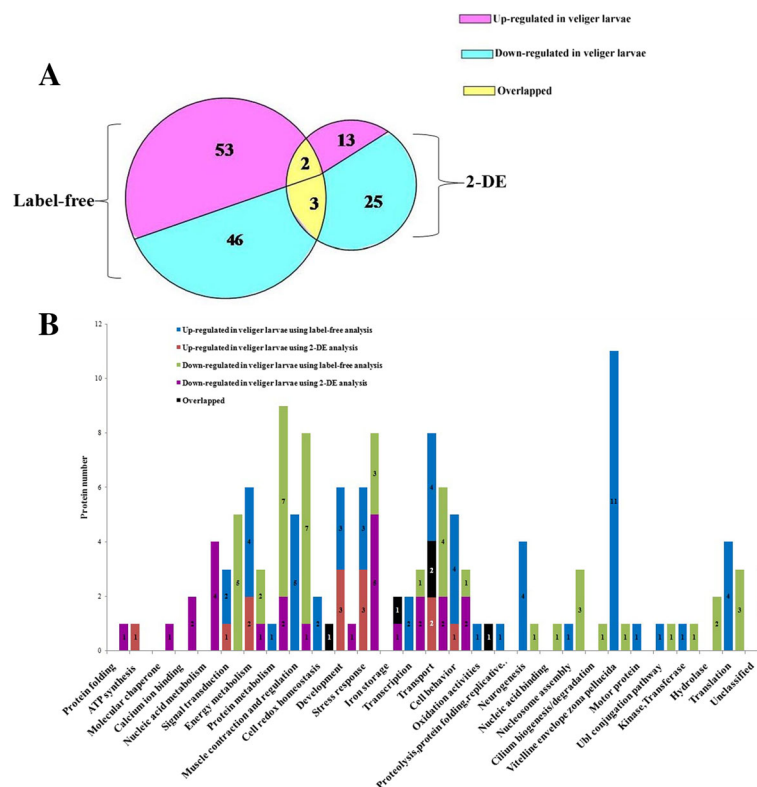 Up-regulated in veliger larvae
Down-regulated in veliger larvae
Overlapped
A
53
13
2
Label-free
2-DE
3
25
46
B
12
10
8
6
4
2
0
Protein number
Up-regulated in veliger larvae using label-free analysis
Up-regulated in veliger larvae using 2-DE analysis
Down-regulated in veliger larvae using label-free analysis
Down-regulated in veliger larvae using 2-DE analysis
Overlapped
Protein folding
ATP synthesis
Molecular chaperone
Calcium ion binding
Nucleic acid metabolism
Signal transduction
Energy metabolism
Protein metabolism
Muscle contraction and regulation
Cell redox homeostasis
Development
Stress response
Iron storage
Transcription
Transport
Cell behavior
Oxidation activities
Proteolysis,protein folding,replicative..
Neurogenesis
Nucleic acid binding
Nucleosome assembly
Cilium biogenesis/degradation
Vitelline envelope zona pellucida
Motor protein
Ubl conjugation pathway
Kinase,Transferase
Hydrolase
Translation
Unclassified